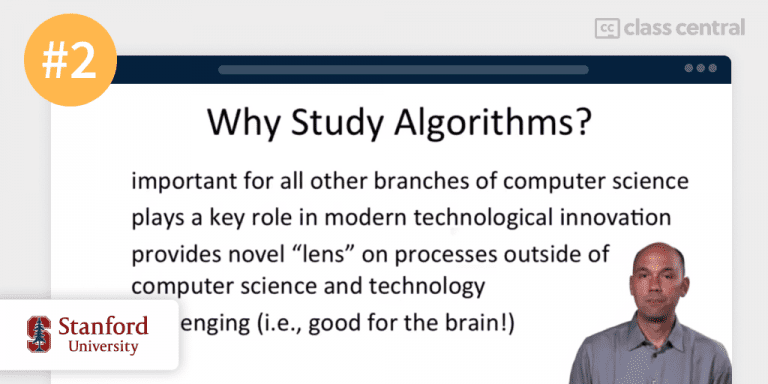 #2
class central
Why Study Algorithms?
important for all other branches of computer science
plays a key role in modern technological innovation
provides novel “lens” on processes outside of
computer science and technology
enging (i.e., good for the brain!)
Stanford
University